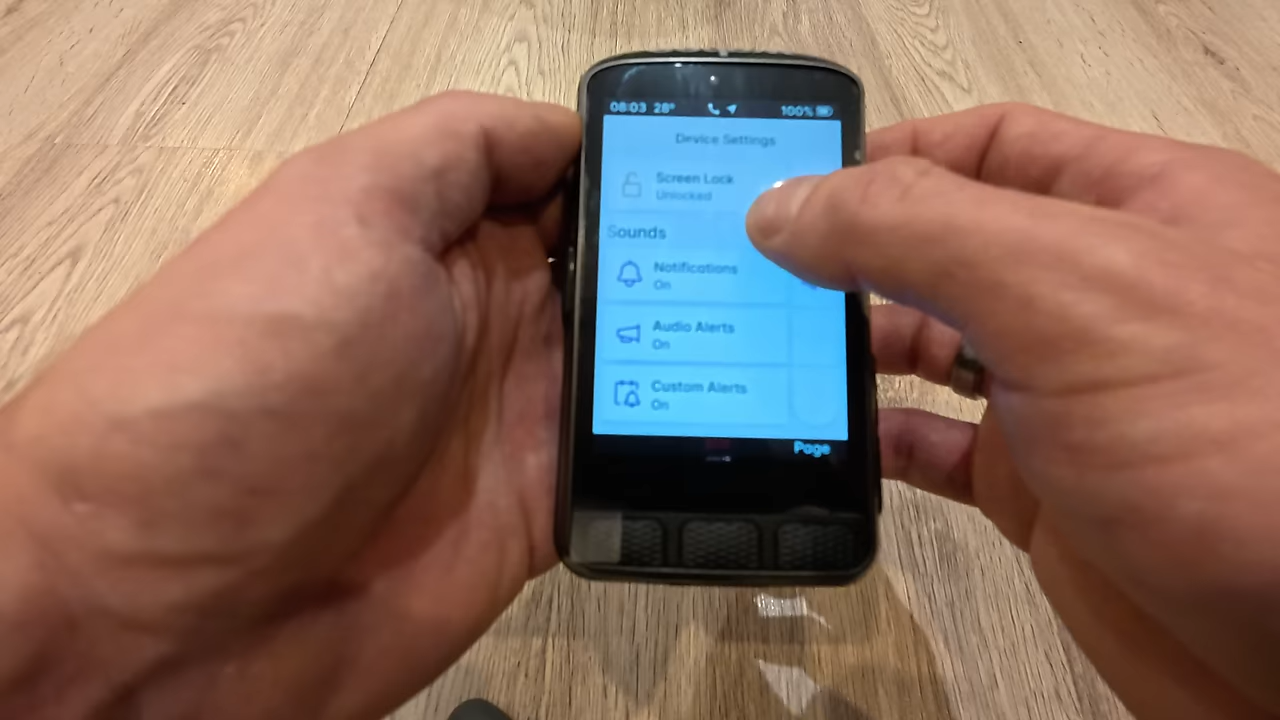 08:03 28° 100%
Device Settings
Screen Lock
Unlocked
Sounds
Notifications
On
Audio Alerts
On
Custom Alerts
On
Page